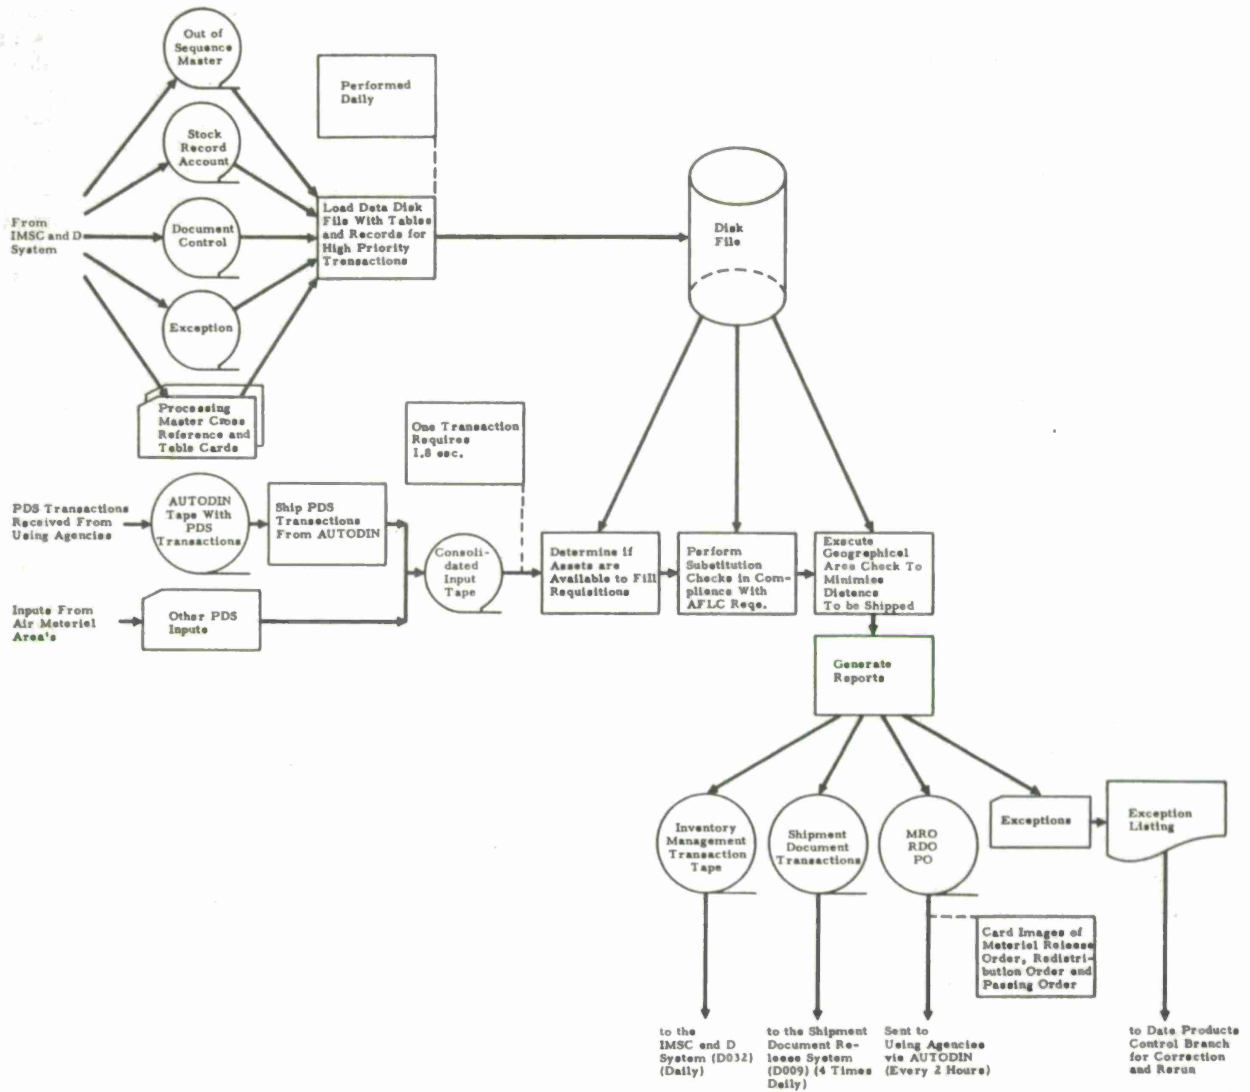 Out of
Sequence
Master
Performed
Daily
Stock
Record
Account
From
IMSC and D
System
Document
Control
Load Data Disk
File With Tables
and Records for
High Priority
Transactions
Disk
File
Exception
Processing
Master Cross
Reference and
Table Cards
One Transaction
Requires
1.8 sec.
PDS Transactions
Received From
Using Agencies
AUTODIN
Tape With
PDS
Transactions
Ship PDS
Transactions
From AUTODIN
Consoli-
dated
Input
Tape
Determine if
Assets are
Available to Fill
Requisitions
Perform
Substitution
Checks in Com-
pliance With
AFLC Reqs.
Execute
Geographical
Area Check To
Minimize
Distance
To be Shipped
Inputs From
Air Materiel
Area's
Other PDS
Inputs
Generate
Reports
Inventory
Management
Transaction
Tape
Shipment
Document
Transactions
MRO
RDO
PO
Exceptions
Exception
Listing
Card Images of
Materiel Release
Order, Redistri-
bution Order and
Passing Order
to the
IMSC and D
System (D032)
(Daily)
to the Shipment
Document Re-
lease System
(D009) (4 Times
Daily)
Sent to
Using Agencies
via AUTODIN
(Every 2 Hours)
to Data Products
Control Branch
for Correction
and Rerun